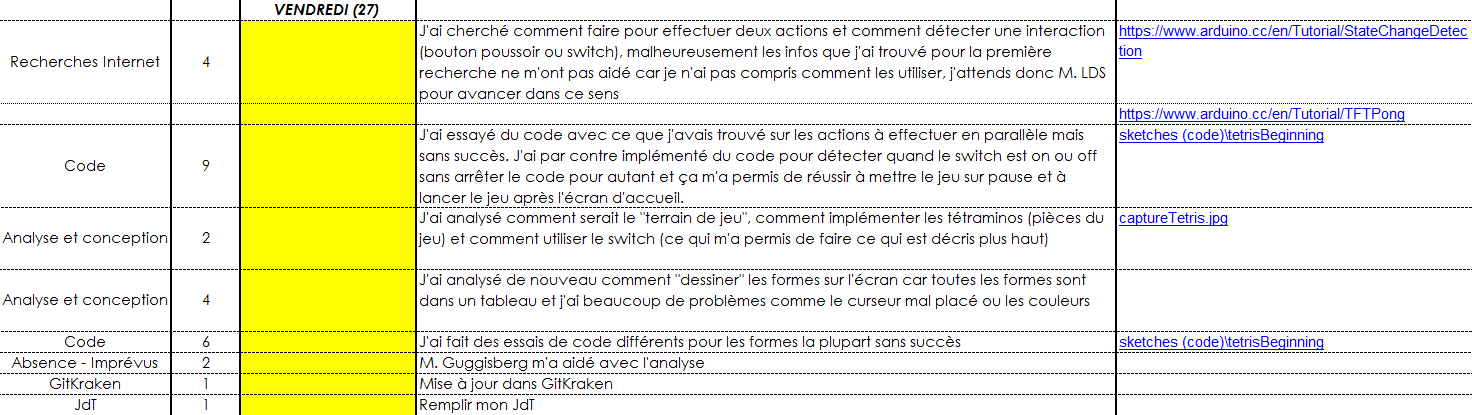 VENDREDI (27)
Recherches Internet
4
J'ai cherché comment faire pour effectuer deux actions et comment détecter une interaction
(bouton poussoir ou switch), malheureusement les infos que j'ai trouvé pour la première
recherche ne m'ont pas aidé car je n'ai pas compris comment les utiliser, j'attends donc M. LDS
pour avancer dans ce sens
https://www.arduino.cc/en/Tutorial/StateChangeDetec
tion
https://www.arduino.cc/en/Tutorial/TFTPong
Code
9
J'ai essayé du code avec ce que j'avais trouvé sur les actions à effectuer en parallèle mais
sans succès. J'ai par contre implémenté du code pour détecter quand le switch est on ou off
sans arrêter le code pour autant et ça m'a permis de réussir à mettre le jeu sur pause et à
lancer le jeu après l'écran d'accueil.
sketches (code)\tetrisBeginning
Analyse et conception
2
J'ai analysé comment serait le "terrain de jeu", comment implémenter les tétraminos (pièces du
jeu) et comment utiliser le switch (ce qui m'a permis de faire ce qui est décris plus haut)
captureTetris.jpg
Analyse et conception
4
J'ai analysé de nouveau comment "dessiner" les formes sur l'écran car toutes les formes sont
dans un tableau et j'ai beaucoup de problèmes comme le curseur mal placé ou les couleurs
Code
6
J'ai fait des essais de code différents pour les formes la plupart sans succès
sketches (code)\tetrisBeginning
Absence - Imprévus
2
M. Guggisberg m'a aidé avec l'analyse
GitKraken
1
Mise à jour dans GitKraken
JdT
1
Remplir mon JdT